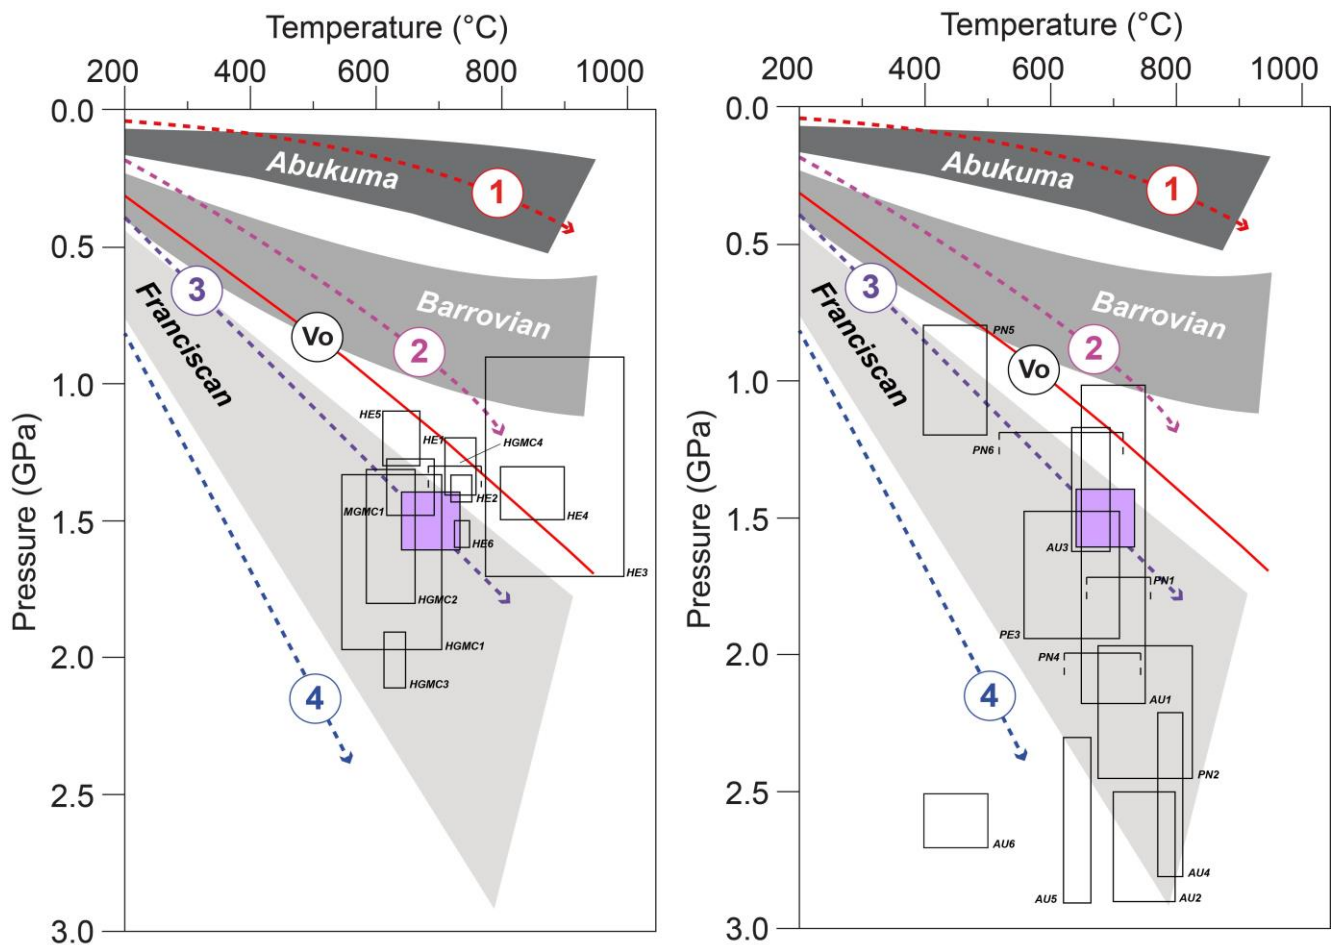 Temperature (°C)
200 400 600 800 1000
0.0
0.5
1.0
1.5
2.0
2.5
3.0
Pressure (GPa)
Abukuma
1
Barrovian
2
3
Franciscan
Vo
4
HE5
HE1
HGMC4
MGMC1
HE2
HE4
HE6
HE3
HGMC2
HGMC1
HGMC3
Temperature (°C)
200 400 600 800 1000
0.0
0.5
1.0
1.5
2.0
2.5
3.0
Pressure (GPa)
Abukuma
1
Barrovian
2
3
Franciscan
Vo
4
PN5
PN6
AU3
PN1
PE3
PN4
AU1
PN2
AU6
AU4
AU5
AU2